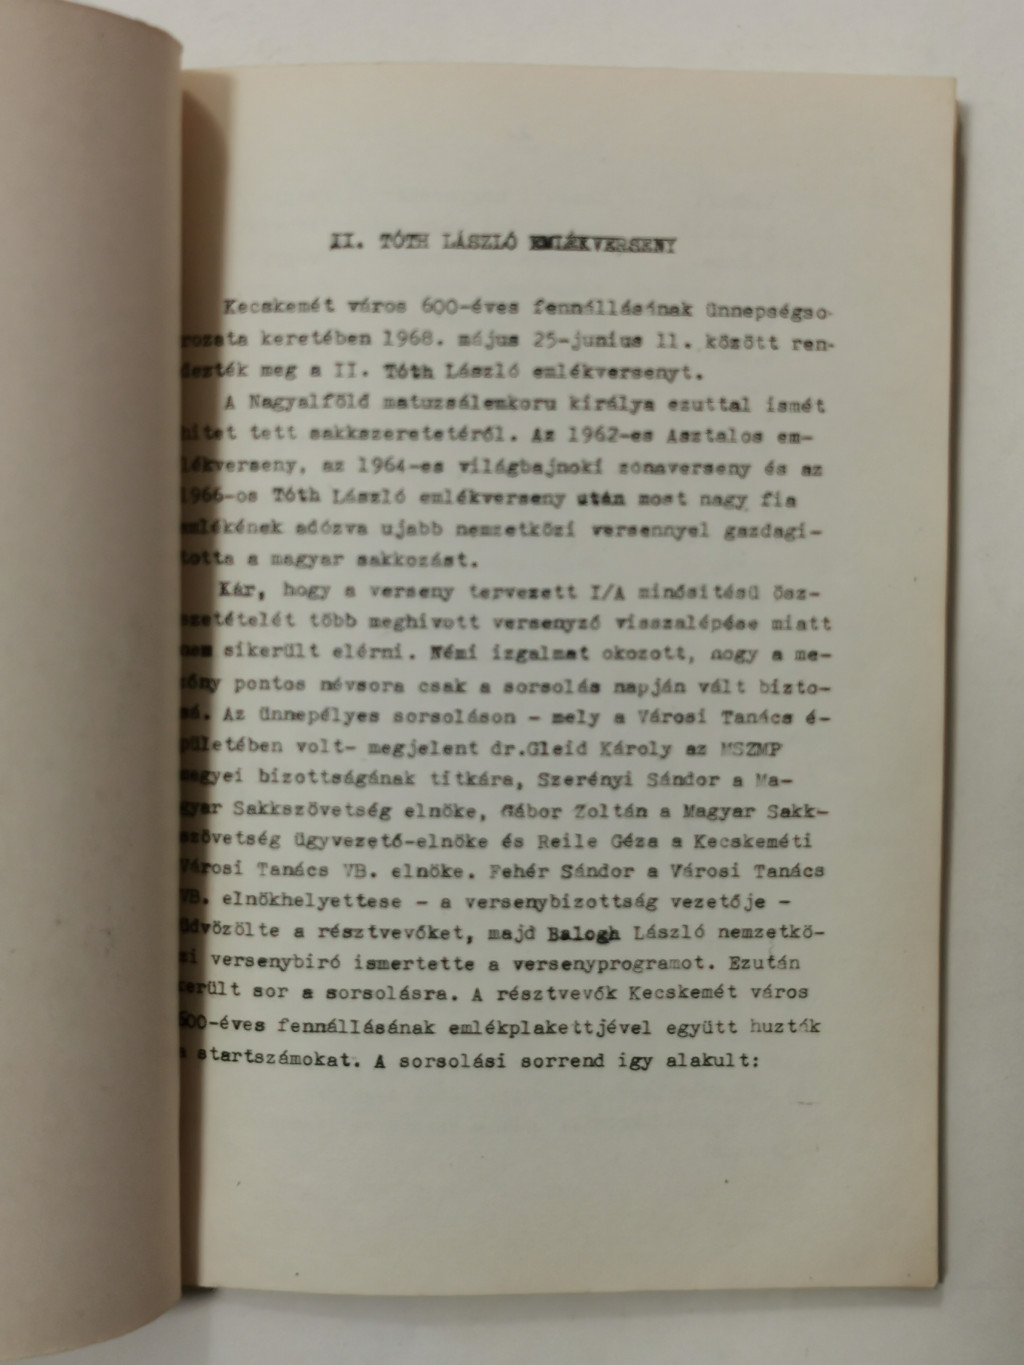 II. TÓTH LÁSZLÓ EMLÉKVERSENY
Kecskemét város 600-éves fennállásának ünnepségso-
rozata keretében 1968. május 25-junius 11. között ren-
dezték meg a II. Tóth László emlékversenyt.
A Nagyalföld matuzsálemkoru királya ezuttal ismét
hitet tett sakkszeretetéről. Az 1962-es Asztalos em-
lékverseny, az 1964-es világbajnoki zónaverseny és az
1966-os Tóth László emlékverseny után most nagy fia
emlékének adózva ujabb nemzetközi versennyel gazdagi-
totta a magyar sakkozást.
Kár, hogy a verseny tervezett I/A minősitésü ösz-
szetételét több meghivott versenyző visszalépése miatt
nem sikerült elérni. Némi izgalmat okozott, hogy a me-
zőny pontos névsora csak a sorsolás napján vált bizto-
sá. Az ünnepélyes sorsoláson - mely a Városi Tanács é-
pületében volt- megjelent dr.Gleid Károly az MSZMP
megyei bizottságának titkára, Szerényi Sándor a Ma-
gyar Sakkszövetség elnöke, Gábor Zoltán a Magyar Sakk-
szövetség ügyvezető-elnöke és Reile Géza a Kecskeméti
Városi Tanács VB. elnöke. Fehér Sándor a Városi Tanács
VB. elnökhelyettese - a versenybizottság vezetője -
üdvözölte a résztvevőket, majd Balogh László nemzetkö-
zi versenybiró ismertette a versenyprogramot. Ezután
került sor a sorsolásra. A résztvevők Kecskemét város
600-éves fennállásának emlékplakettjével együtt huzták
a startszámokat. A sorsolási sorrend igy alakult: